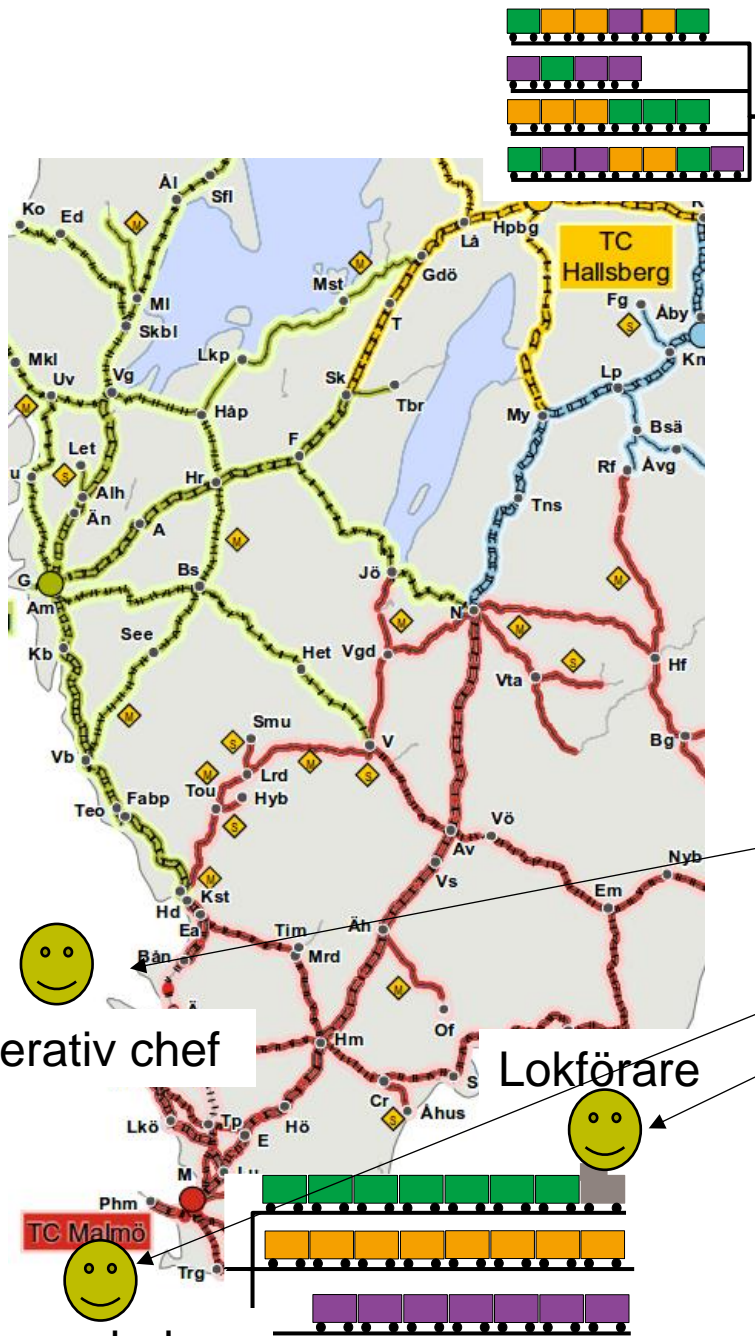 Ål
Sfl
Ko
Ed
M
Lå
Hpbg
TC
Hallsberg
Gdö
M
Mst
Ml
Skbl
T
Fg
Åby
S
Km
Mkl
Uv
Vg
Lkp
Sk
Tbr
Lp
M
Håp
My
Bsä
Let
F
Rf
Åvg
u
S
Alh
Hr
Än
A
Tns
M
G
Bs
Jö
M
Am
N
See
M
M
Kb
Vgd
S
Hf
Het
Vta
M
Smu
Bg
S
V
Vb
M
Lrd
M
S
Tou
Hyb
Teo
Fabp
S
Vö
Av
Nyb
Vs
M
Em
Kst
Hd
Ea
Tim
Äh
Bån
Mrd
M
Of
erativ chef
Hm
Lokförare
S
Cr
Åhus
Hö
S
Lkö
Tp
E
M
Lu
Phm
TC Malmö
Trg